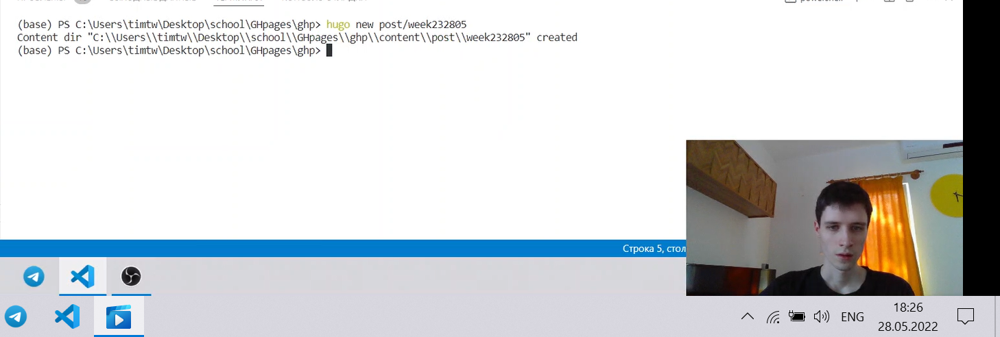 (base) PS C:\Users\timtw\Desktop\school\GHpages\ghp> hugo new post/week232805
Content dir "C:\\Users\\timtw\\Desktop\\school\\GHpages\\ghp\\content\\post\\week232805" created
(base) PS C:\Users\timtw\Desktop\school\GHpages\ghp>
Строка 5, стол
ENG
18:26
28.05.2022